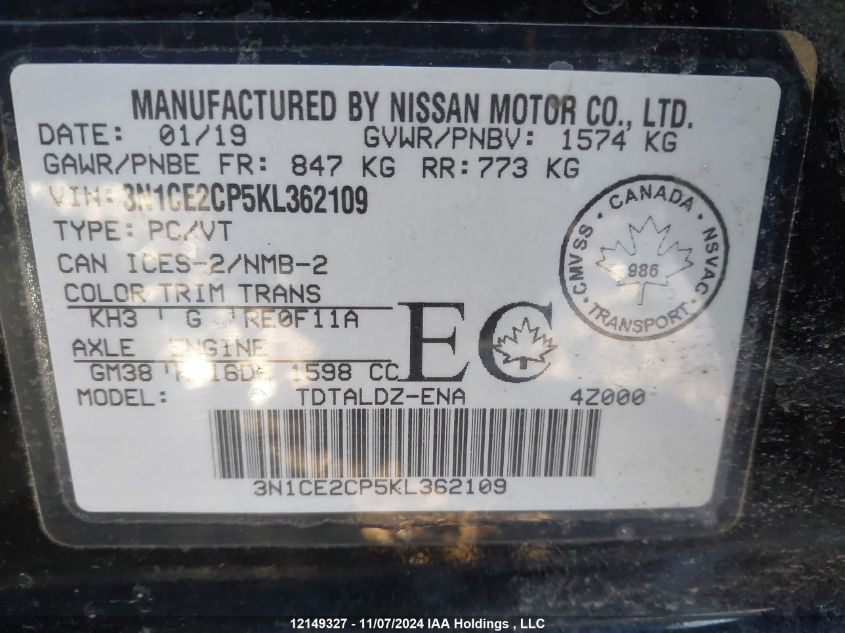 MANUFACTURED BY NISSAN MOTOR CO., LTD.
DATE: 01/19 GVWR/PNBV: 1574 KG
GAWR/PNBE FR: 847 KG RR: 773 KG
VIN: 3N1CE2CP5KL362109
TYPE: PC/VT
CAN ICES-2/NMB-2
COLOR TRIM TRANS
KH3 G RE0F11A
AXLE ENGINE
GM38 1598 CC
EC
MODEL: TDTALDZ-ENA 4Z000
3N1CE2CP5KL362109
CMVSS · CANADA · NSVAC
986
· TRANSPORT ·
12149327 - 11/07/2024 IAA Holdings , LLC